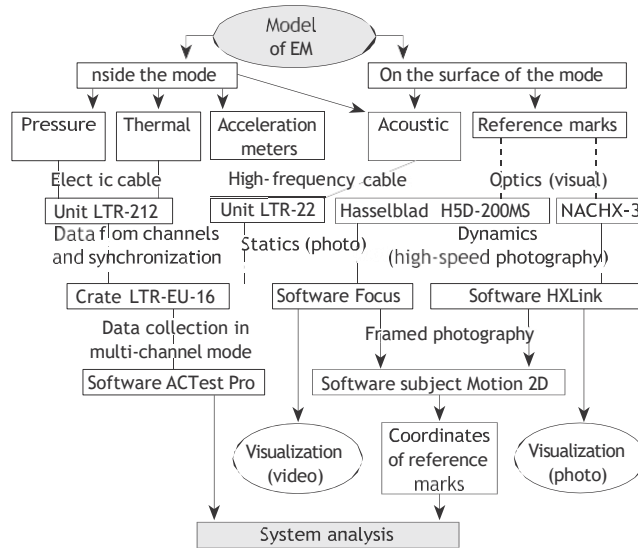 Model
of EM
nside the mode
On the surface of the mode
Pressure
Thermal
Acceleration
meters
Acoustic
Reference marks
Elect ic cable
High-frequency cable
Optics (visual)
Unit LTR-212
Unit LTR-22
Hasselblad H5D-200MS
NACHX-3
Data from channels
and synchronization
Statics (photo)
Dynamics
(high-speed photography)
Crate LTR-EU-16
Software Focus
Software HXLink
Data collection in
multi-channel mode
Framed photography
Software ACTest Pro
Software subject Motion 2D
Visualization
(video)
Coordinates
of reference
marks
Visualization
(photo)
System analysis